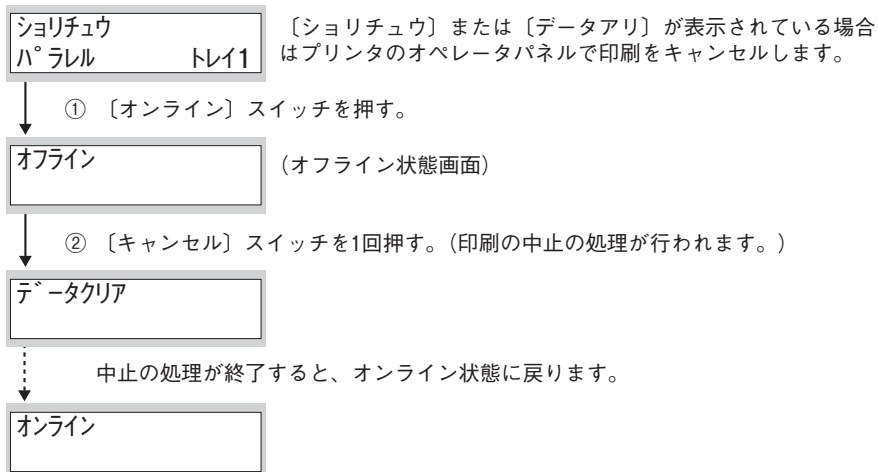 ショリチュウ
パラレル トレイ1
〔ショリチュウ〕または〔データアリ〕が表示されている場合
はプリンタのオペレータパネルで印刷をキャンセルします。
① 〔オンライン〕スイッチを押す。
オフライン
(オフライン状態画面)
② 〔キャンセル〕スイッチを1回押す。(印刷の中止の処理が行われます。)
データクリア
中止の処理が終了すると、オンライン状態に戻ります。
オンライン